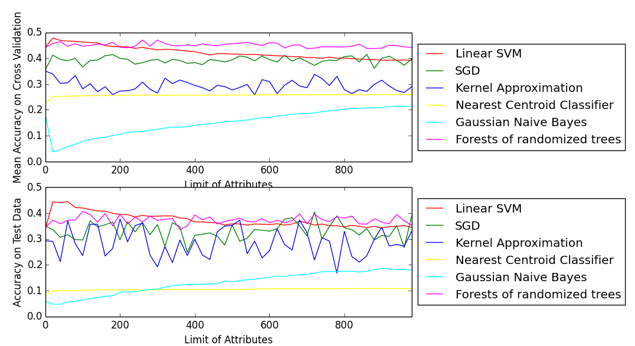 Mean Accuracy on Cross Validation
0.5
0.4
0.3
0.2
0.1
0.0
0 200 400 600 800
Limit of Attributes
Linear SVM
SGD
Kernel Approximation
Nearest Centroid Classifier
Gaussian Naive Bayes
Forests of randomized trees
Accuracy on Test Data
0.5
0.4
0.3
0.2
0.1
0.0
0 200 400 600 800
Limit of Attributes
Linear SVM
SGD
Kernel Approximation
Nearest Centroid Classifier
Gaussian Naive Bayes
Forests of randomized trees